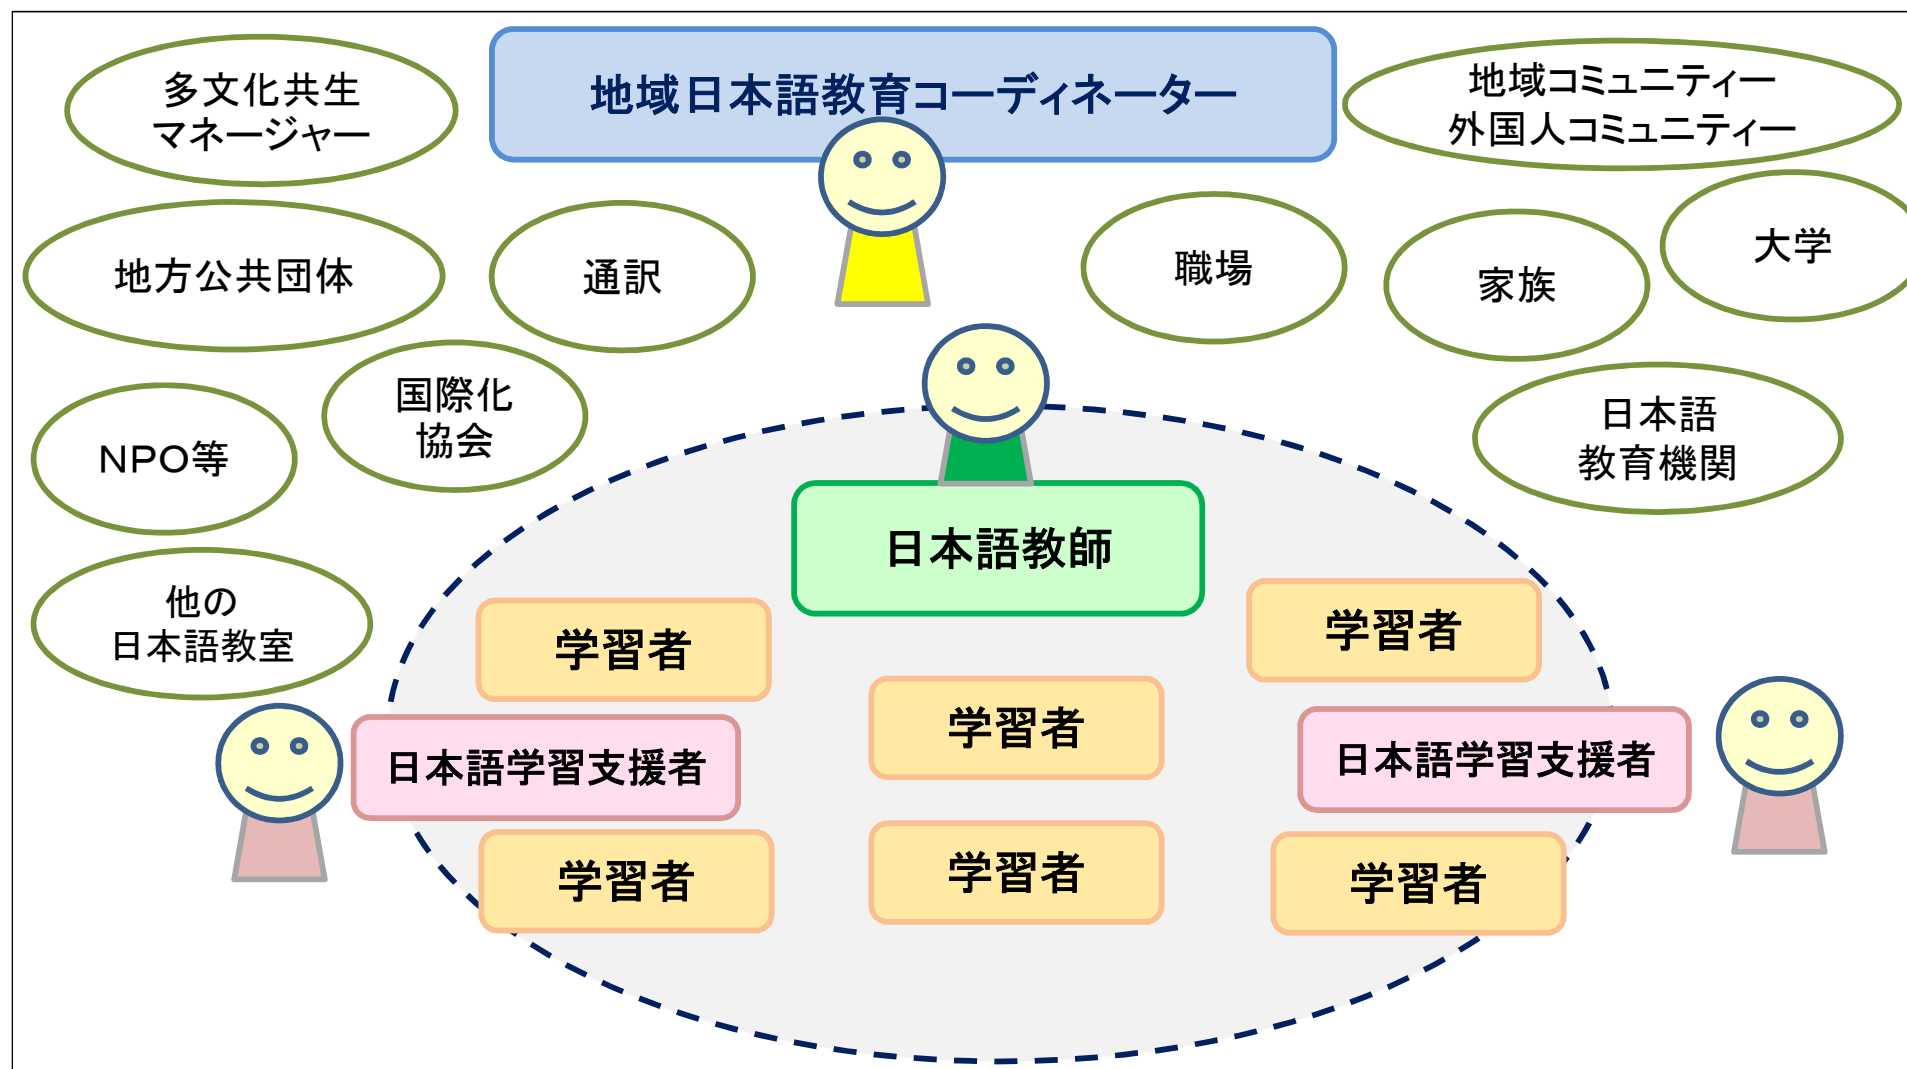 多文化共生
マネージャー
地域日本語教育コーディネーター
地域コミュニティー
外国人コミュニティー
地方公共団体
通訳
職場
家族
大学
国際化
協会
NPO等
日本語
教育機関
日本語教師
他の
日本語教室
学習者
学習者
学習者
日本語学習支援者
日本語学習支援者
学習者
学習者
学習者